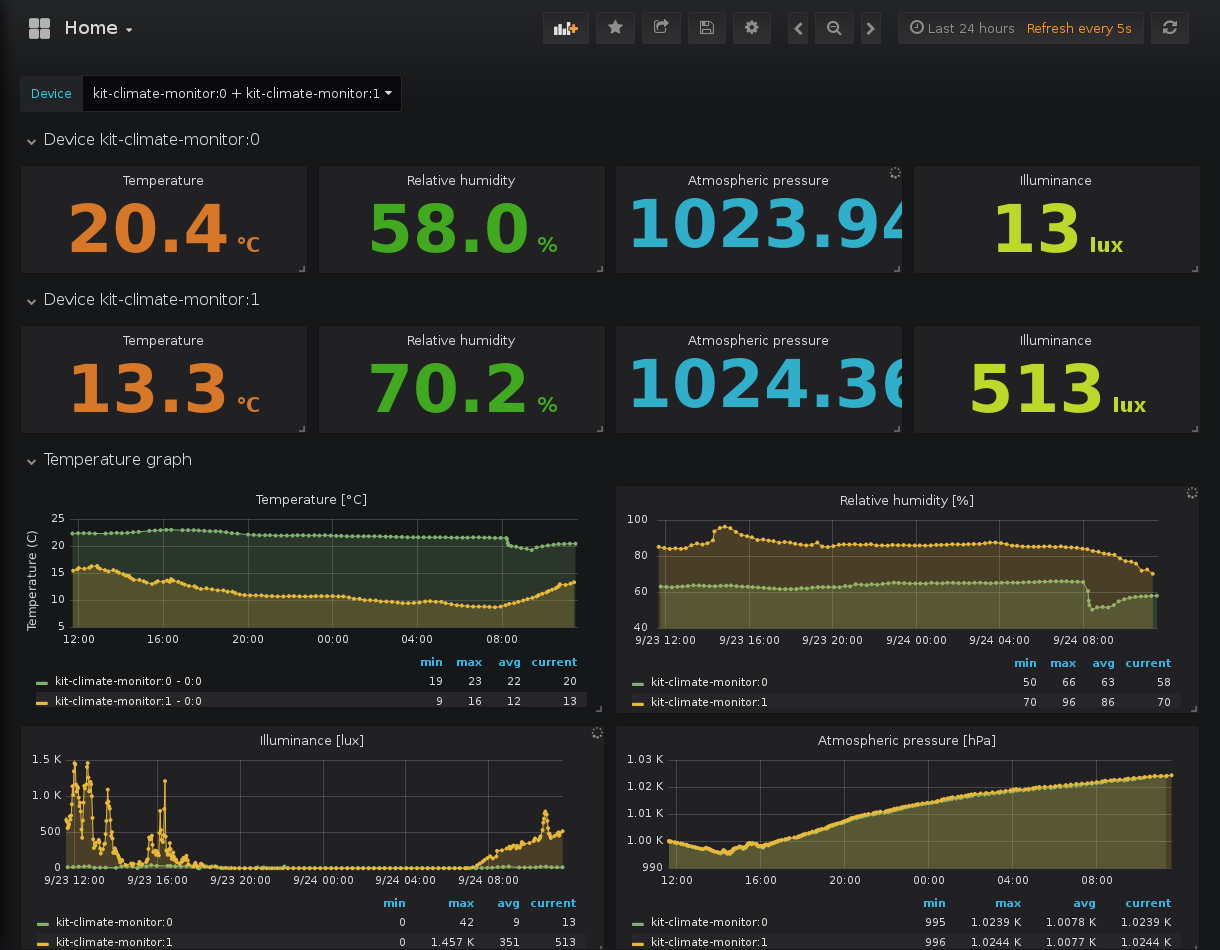 Home
Last 24 hours Refresh every 5s
Device kit-climate-monitor:0 + kit-climate-monitor:1
Device kit-climate-monitor:0
Temperature Relative humidity Atmospheric pressure Illuminance
20.4 °C 58.0 % 1023.94 13 lux
Device kit-climate-monitor:1
Temperature Relative humidity Atmospheric pressure Illuminance
13.3 °C 70.2 % 1024.36 513 lux
Temperature graph
Temperature [°C]
Temperature (C)
25
20
15
10
5
12:00 16:00 20:00 00:00 04:00 08:00
min max avg current
kit-climate-monitor:0 - 0:0 19 23 22 20
kit-climate-monitor:1 - 0:0 9 16 12 13
Relative humidity [%]
100
80
60
40
9/23 12:00 9/23 16:00 9/23 20:00 9/24 00:00 9/24 04:00 9/24 08:00
min max avg current
kit-climate-monitor:0 50 66 63 58
kit-climate-monitor:1 70 96 86 70
Illuminance [lux]
1.5 K
1.0 K
500
0
9/23 12:00 9/23 16:00 9/23 20:00 9/24 00:00 9/24 04:00 9/24 08:00
min max avg current
kit-climate-monitor:0 0 42 9 13
kit-climate-monitor:1 0 1.457 K 351 513
Atmospheric pressure [hPa]
1.03 K
1.02 K
1.01 K
1.00 K
990
12:00 16:00 20:00 00:00 04:00 08:00
min max avg current
kit-climate-monitor:0 995 1.0239 K 1.0078 K 1.0239 K
kit-climate-monitor:1 996 1.0244 K 1.0077 K 1.0244 K